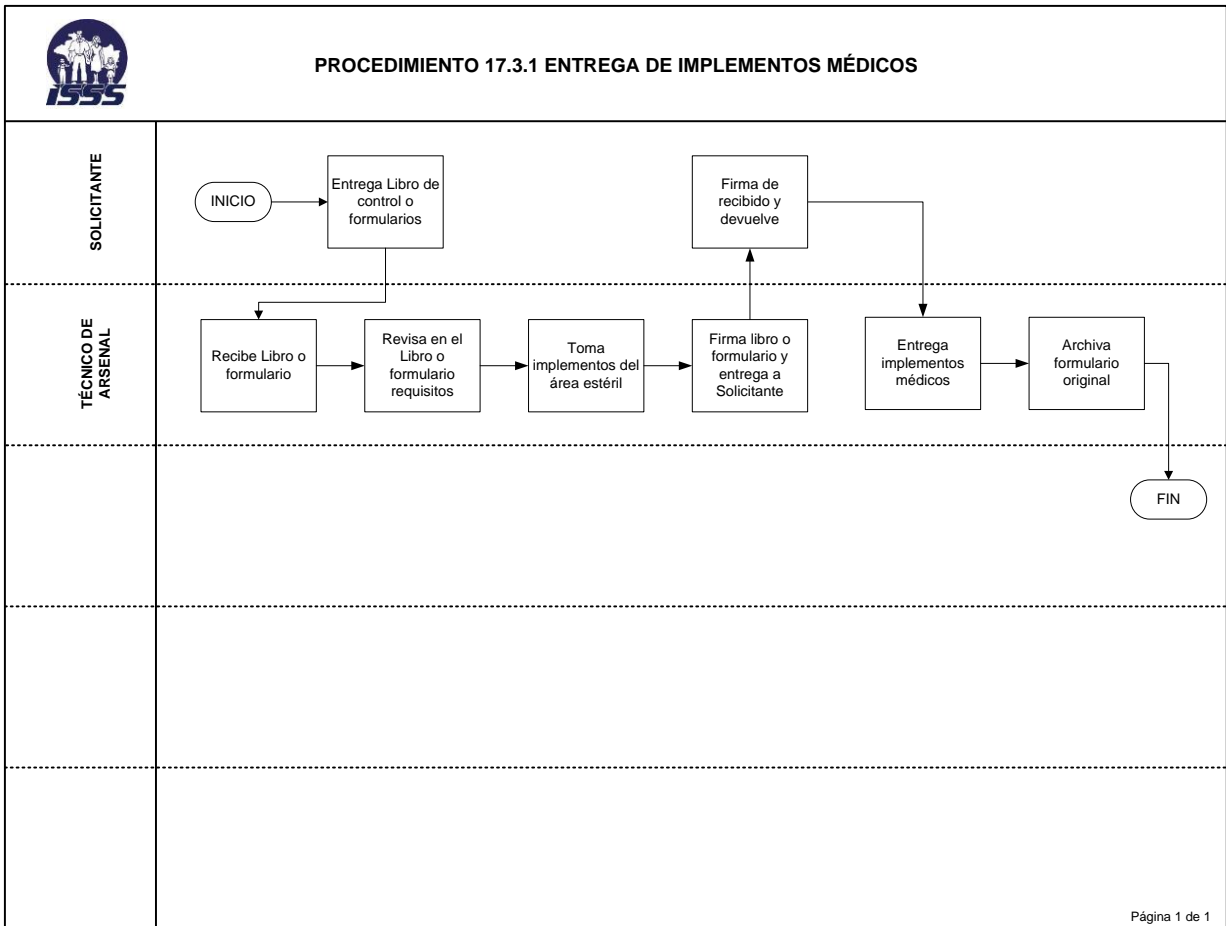 ISSS
PROCEDIMIENTO 17.3.1 ENTREGA DE IMPLEMENTOS MÉDICOS
SOLICITANTE
INICIO
Entrega Libro de
control o
formularios
Firma de
recibido y
devuelve
TÉCNICO DE
ARSENAL
Recibe Libro o
formulario
Revisa en el
Libro o
formulario
requisitos
Toma
implementos del
área estéril
Firma libro o
formulario y
entrega a
Solicitante
Entrega
implementos
médicos
Archiva
formulario
original
FIN
Página 1 de 1